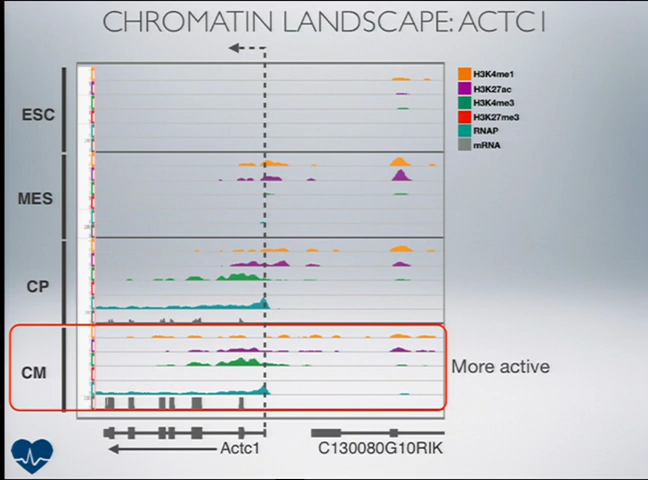 CHROMATIN LANDSCAPE: ACTC1
ESC
MES
CP
CM
H3K4me1
H3K27ac
H3K4me3
H3K27me3
RNAP
mRNA
More active
Actc1
C130080G10RIK